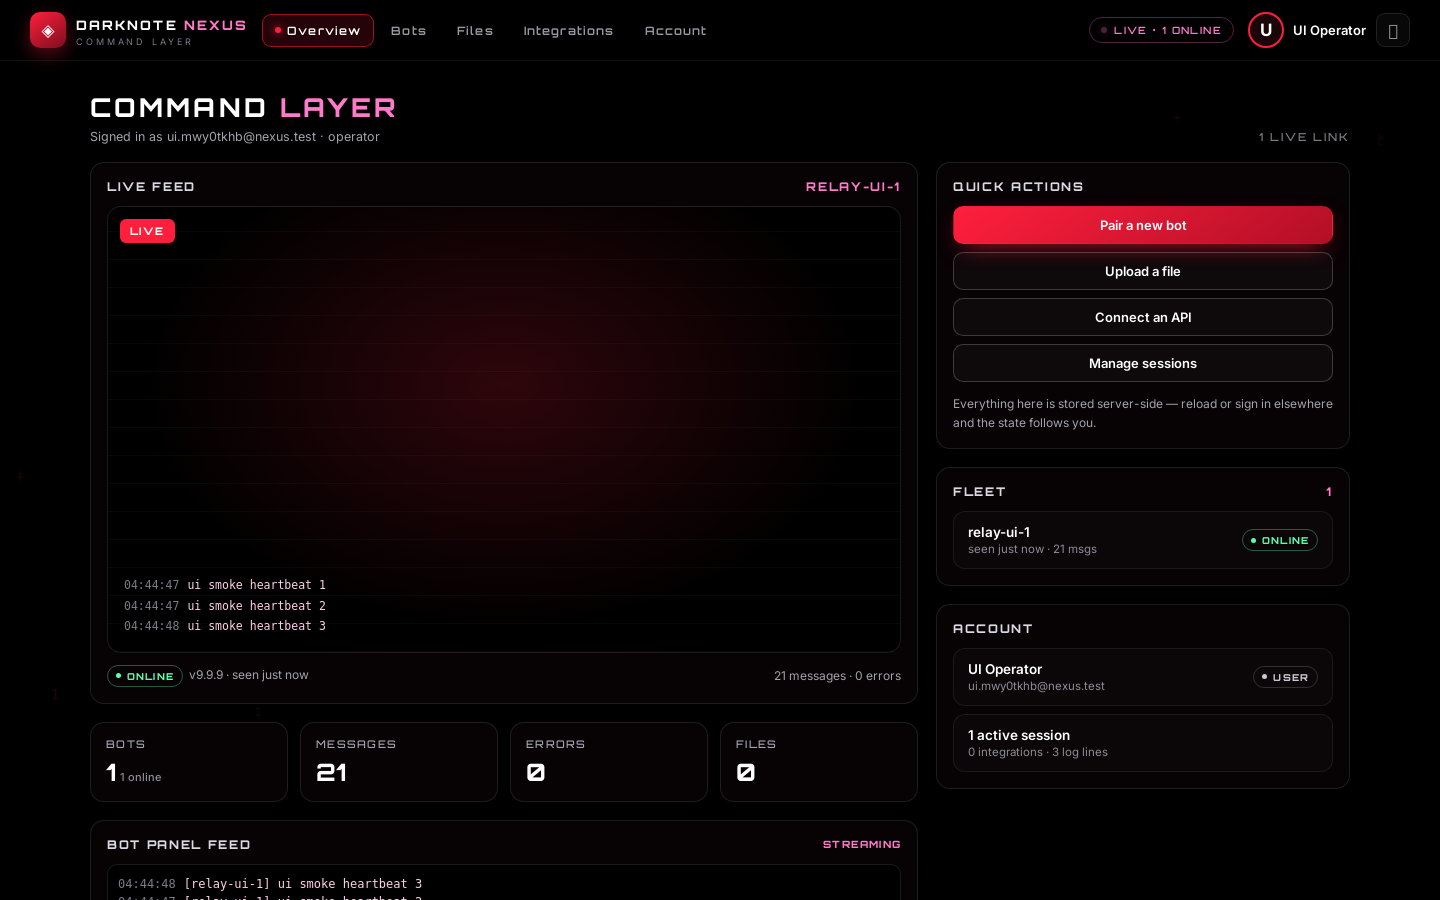 DARKNOTE NEXUS
COMMAND LAYER
Overview
Bots
Files
Integrations
Account
LIVE · 1 ONLINE
U
UI Operator
COMMAND LAYER
Signed in as ui.mwy0tkhb@nexus.test · operator
1 LIVE LINK
LIVE FEED
RELAY-UI-1
LIVE
04:44:47 ui smoke heartbeat 1
04:44:47 ui smoke heartbeat 2
04:44:48 ui smoke heartbeat 3
ONLINE
v9.9.9 · seen just now
21 messages · 0 errors
BOTS
1 1 online
MESSAGES
21
ERRORS
0
FILES
0
BOT PANEL FEED
STREAMING
04:44:48 [relay-ui-1] ui smoke heartbeat 3
QUICK ACTIONS
Pair a new bot
Upload a file
Connect an API
Manage sessions
Everything here is stored server-side — reload or sign in elsewhere
and the state follows you.
FLEET
1
relay-ui-1
seen just now · 21 msgs
ONLINE
ACCOUNT
UI Operator
ui.mwy0tkhb@nexus.test
USER
1 active session
0 integrations · 3 log lines